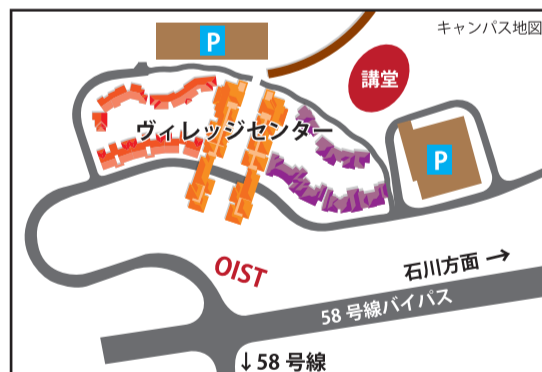 キャンパス地図
P
講堂
ヴィレッジセンター
P
OIST
石川方面 →
58 号線バイパス
↓58 号線